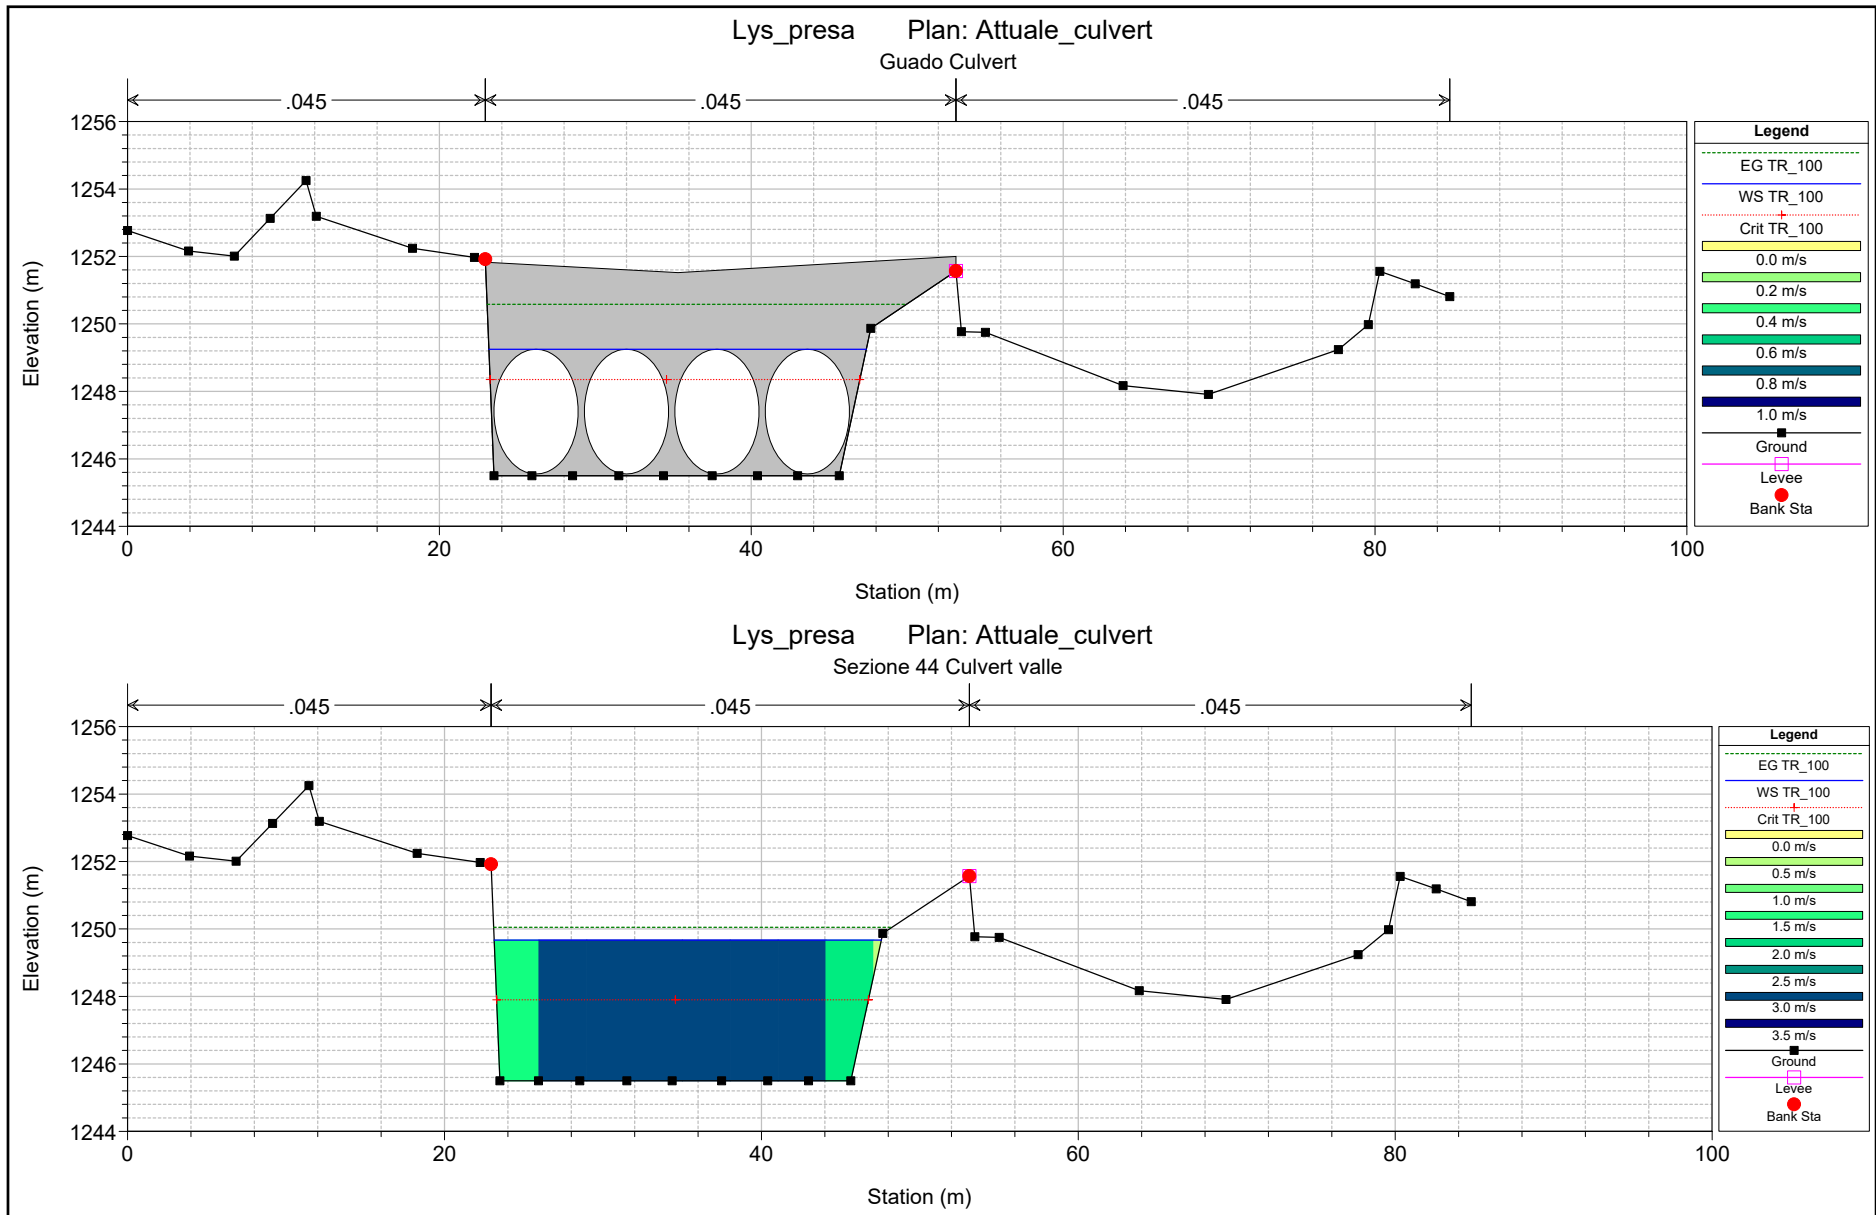 Lys_presa Plan: Attuale_culvert
Guado Culvert
.045 .045 .045
1256
1254
1252
1250
1248
1246
1244
Elevation (m)
0 20 40 60 80 100
Station (m)
Legend
EG TR_100
WS TR_100
Crit TR_100
0.0 m/s
0.2 m/s
0.4 m/s
0.6 m/s
0.8 m/s
1.0 m/s
Ground
Levee
Bank Sta
Lys_presa Plan: Attuale_culvert
Sezione 44 Culvert valle
.045 .045 .045
1256
1254
1252
1250
1248
1246
1244
Elevation (m)
0 20 40 60 80 100
Station (m)
Legend
EG TR_100
WS TR_100
Crit TR_100
0.0 m/s
0.5 m/s
1.0 m/s
1.5 m/s
2.0 m/s
2.5 m/s
3.0 m/s
3.5 m/s
Ground
Levee
Bank Sta